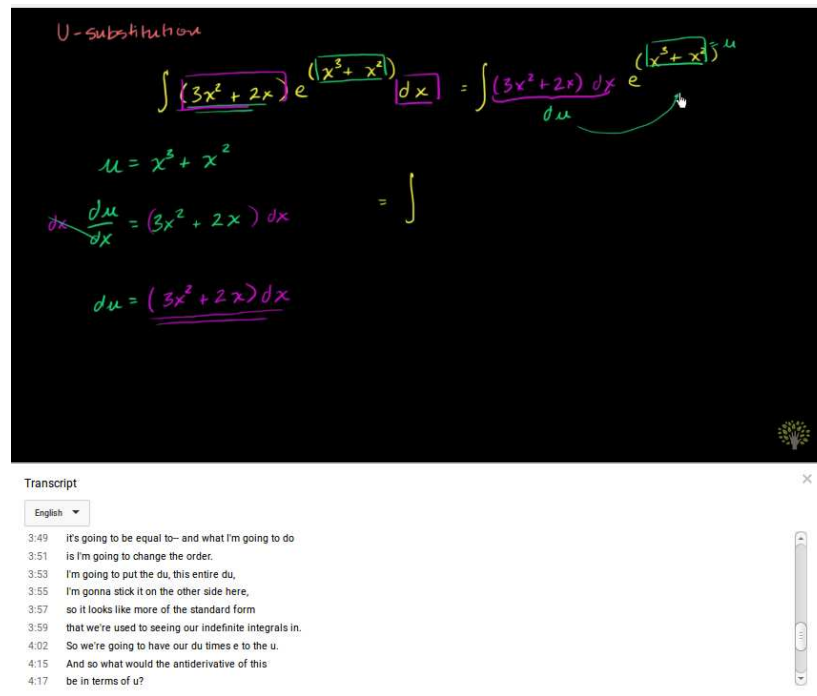 U-substitution
∫ (3x² + 2x) e^(x³ + x²) dx = ∫ (3x² + 2x) dx e^(x³ + x²) = u
du
u = x³ + x²
dx du/dx = (3x² + 2x) dx
= ∫
du = (3x² + 2x) dx
Transcript
English
3:49 it's going to be equal to-- and what I'm going to do
3:51 is I'm going to change the order.
3:53 I'm going to put the du, this entire du,
3:55 I'm gonna stick it on the other side here,
3:57 so it looks like more of the standard form
3:59 that we're used to seeing our indefinite integrals in.
4:02 So we're going to have our du times e to the u.
4:15 And so what would the antiderivative of this
4:17 be in terms of u?